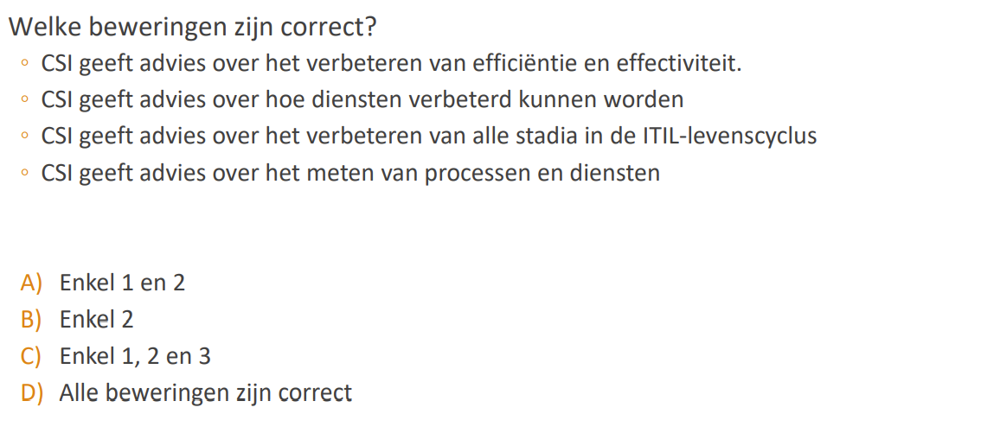 Welke beweringen zijn correct?
◦ CSI geeft advies over het verbeteren van efficiëntie en effectiviteit.
◦ CSI geeft advies over hoe diensten verbeterd kunnen worden
◦ CSI geeft advies over het verbeteren van alle stadia in de ITIL-levenscyclus
◦ CSI geeft advies over het meten van processen en diensten
A) Enkel 1 en 2
B) Enkel 2
C) Enkel 1, 2 en 3
D) Alle beweringen zijn correct